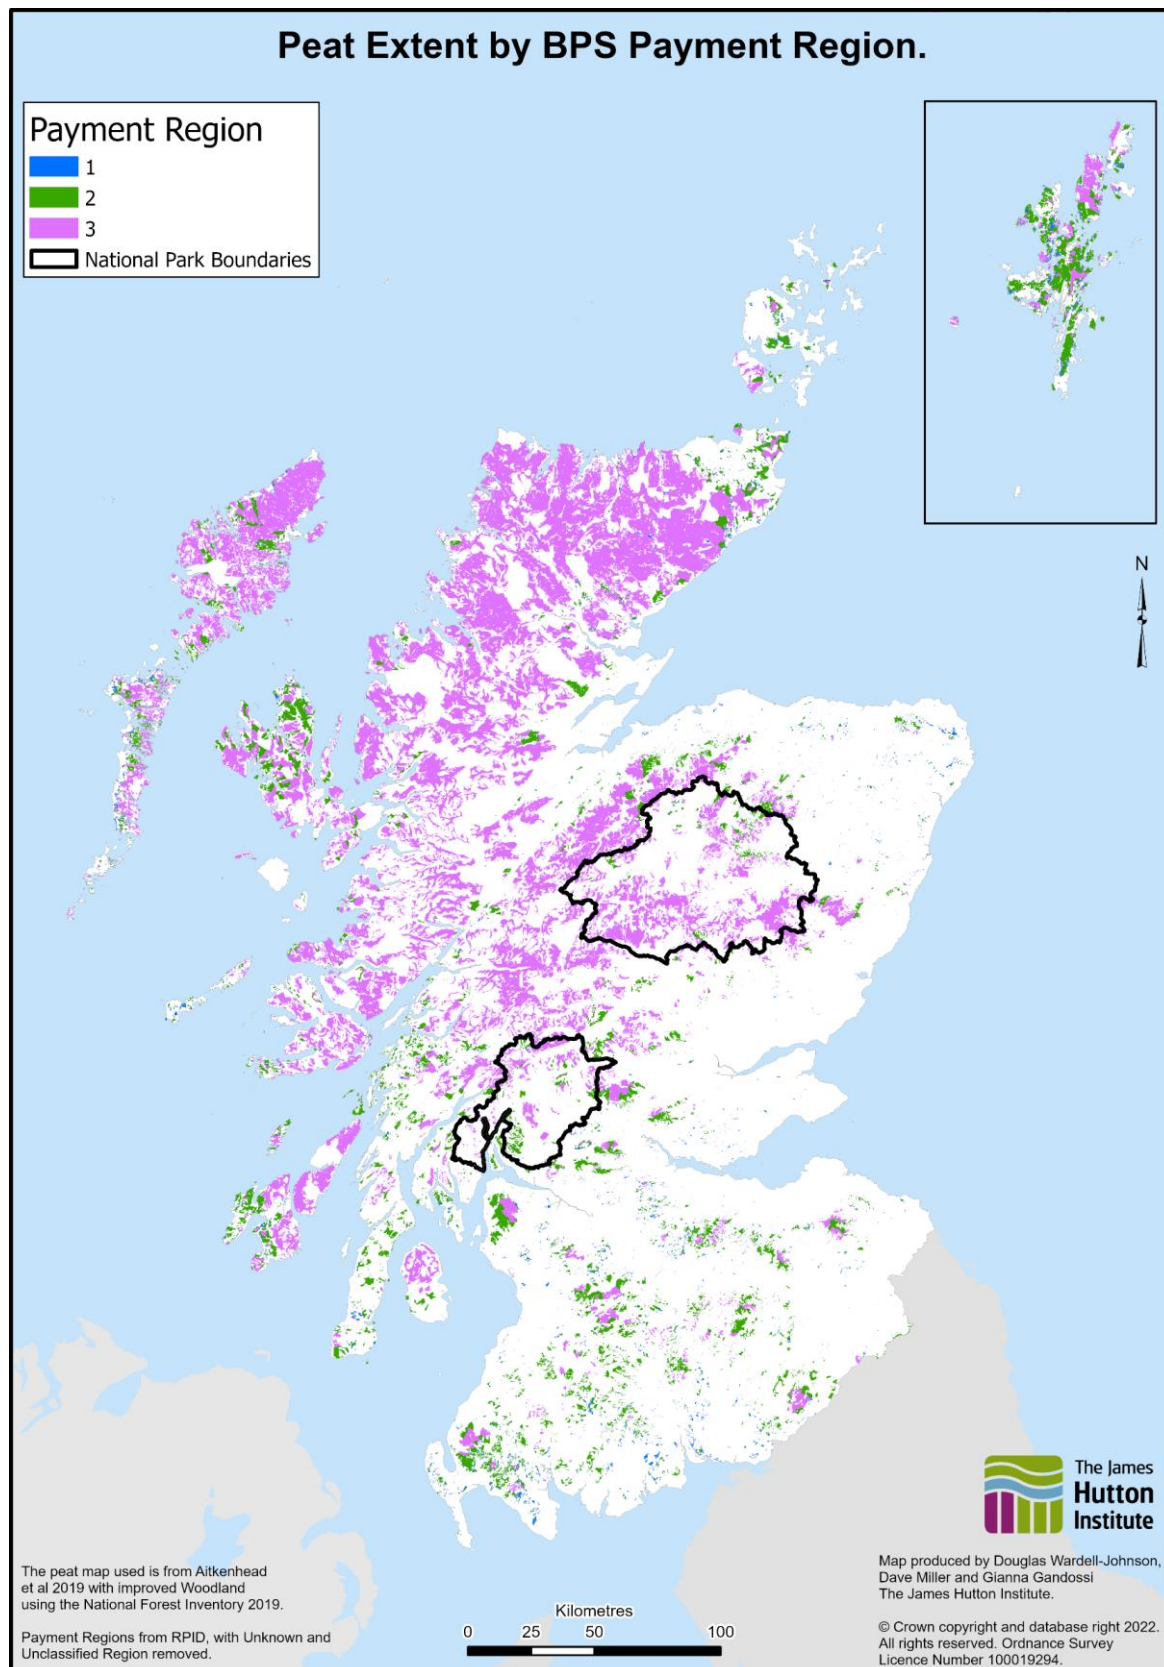 Peat Extent by BPS Payment Region.
Payment Region
1
2
3
National Park Boundaries
N
The James
Hutton
Institute
The peat map used is from Aitkenhead
et al 2019 with improved Woodland
using the National Forest Inventory 2019.
Payment Regions from RPID, with Unknown and
Unclassified Region removed.
Kilometres
0 25 50 100
Map produced by Douglas Wardell-Johnson,
Dave Miller and Gianna Gandossi
The James Hutton Institute.
© Crown copyright and database right 2022.
All rights reserved. Ordnance Survey
Licence Number 100019294.